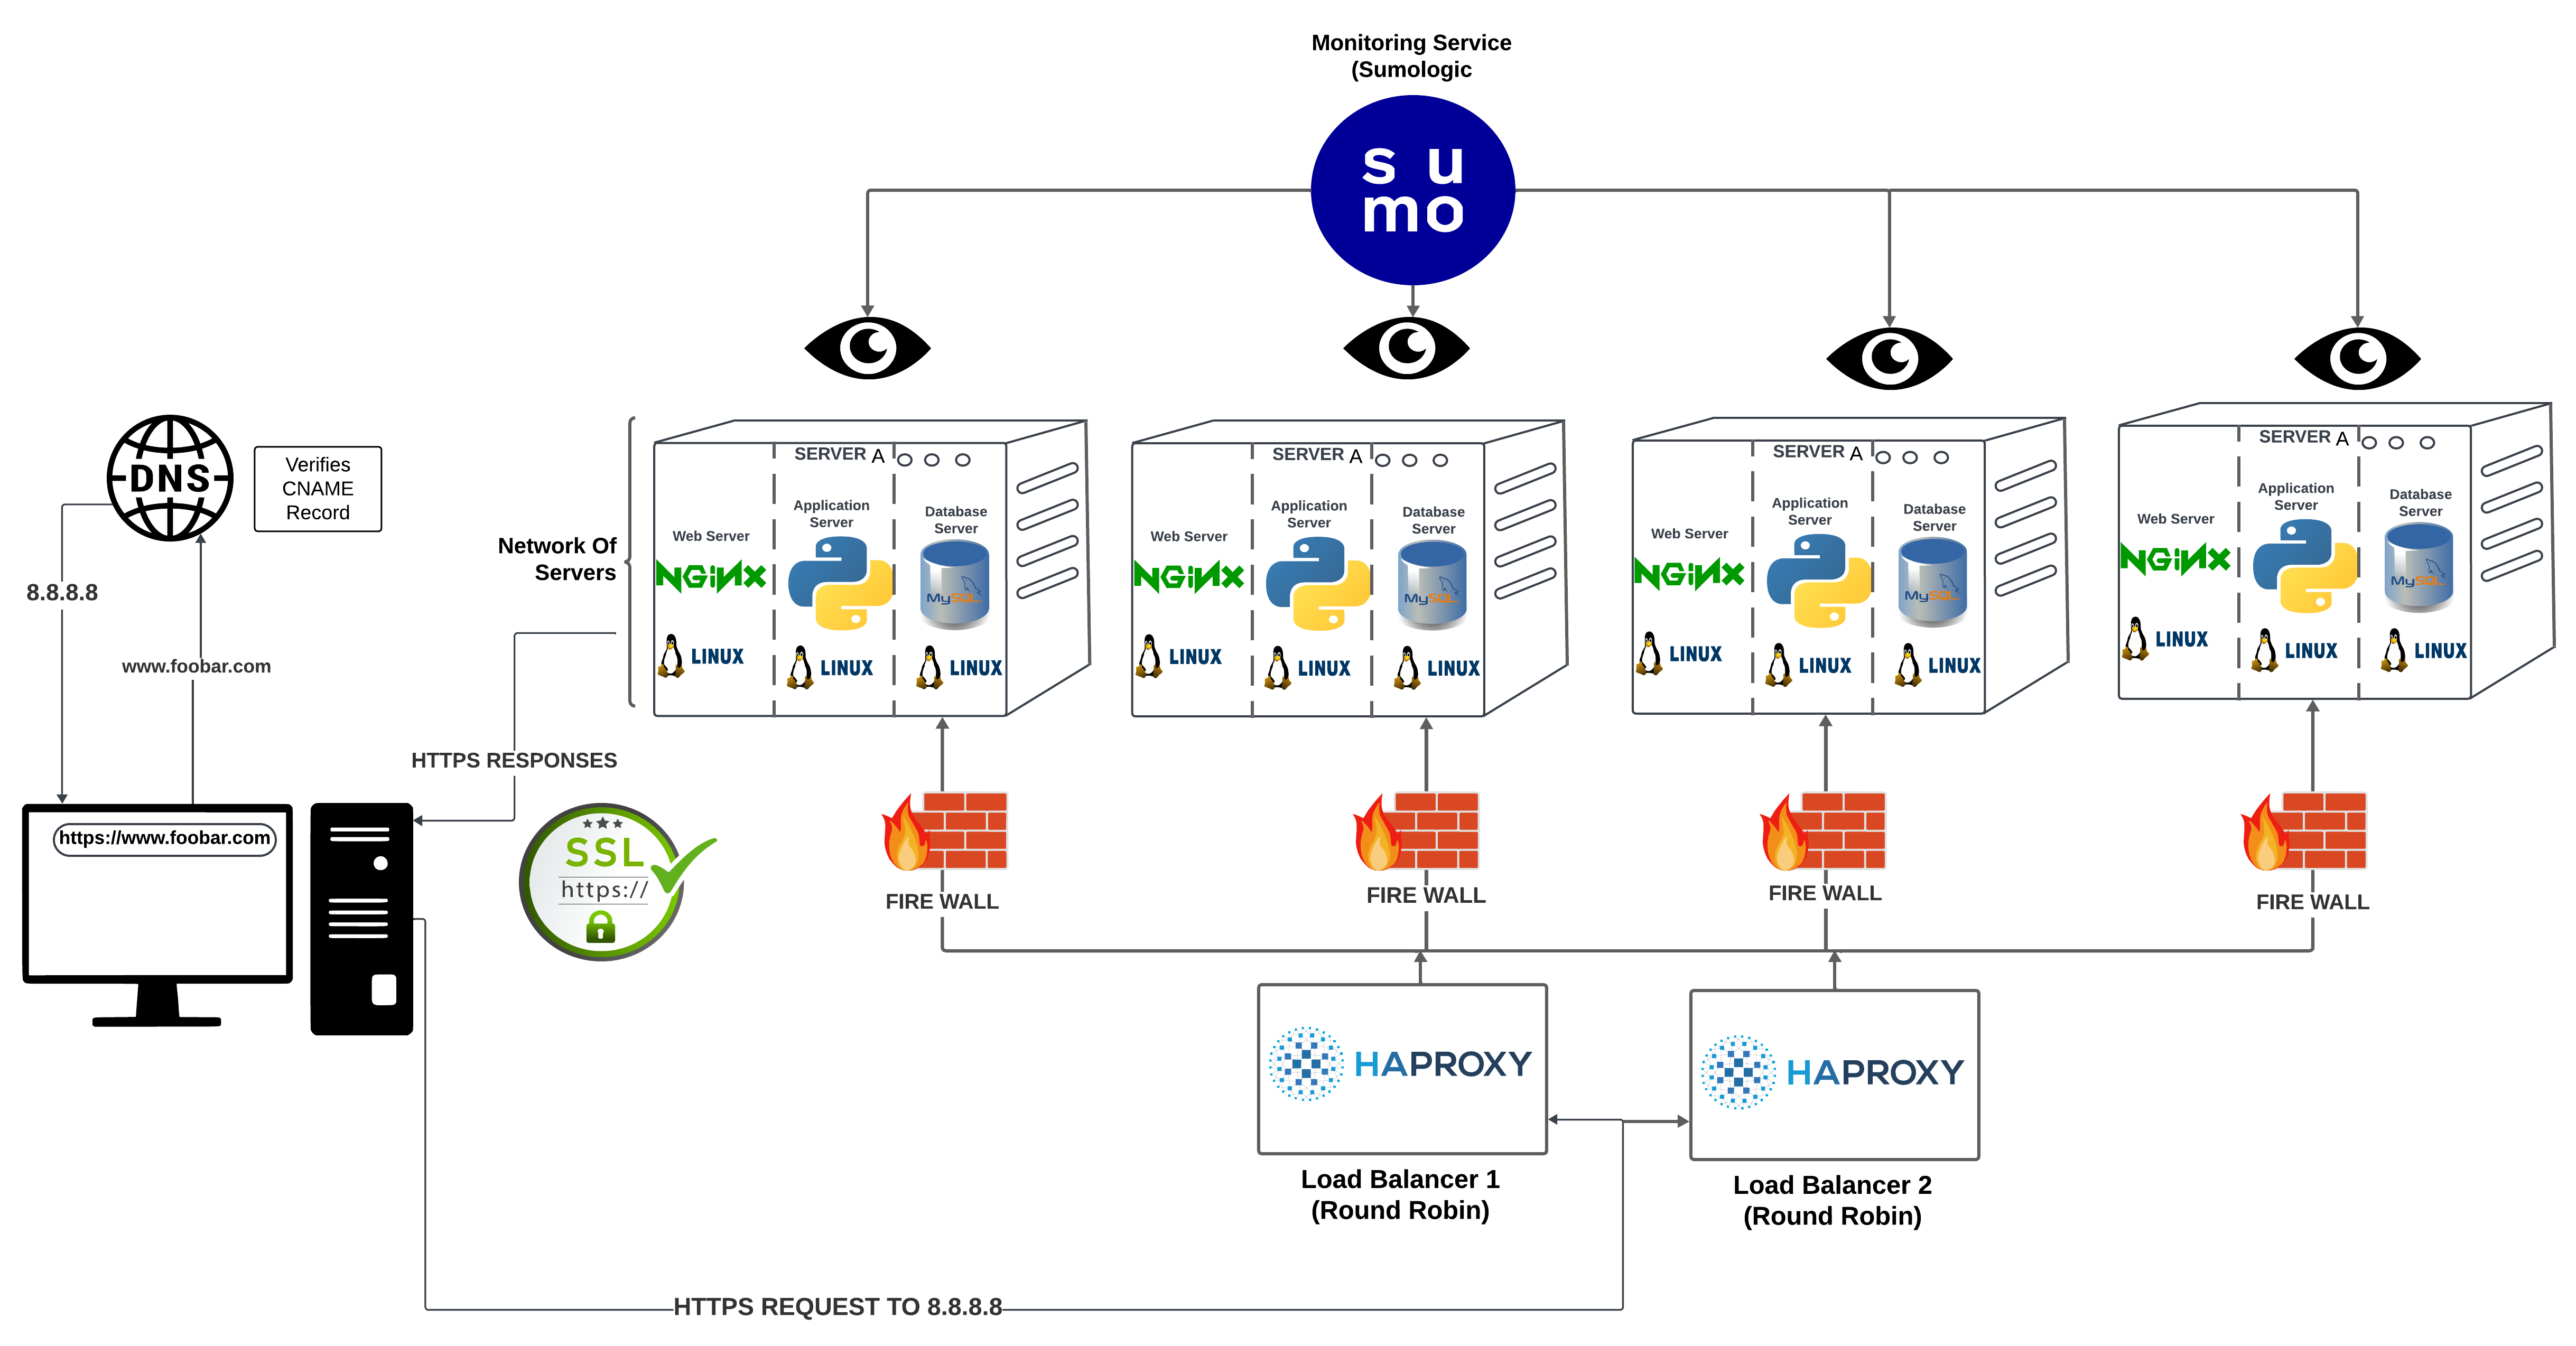 Monitoring Service
(Sumologic
s u
mo
DNS
Verifies
CNAME
Record
8.8.8.8
www.foobar.com
https://www.foobar.com
Network Of
Servers
HTTPS RESPONSES
SSL
https://
SERVER A
Web Server
NGiNX
LINUX
Application
Server
LINUX
Database
Server
MySQL
LINUX
SERVER A
Web Server
NGiNX
LINUX
Application
Server
LINUX
Database
Server
MySQL
LINUX
SERVER A
Web Server
NGiNX
LINUX
Application
Server
LINUX
Database
Server
MySQL
LINUX
SERVER A
Web Server
NGiNX
LINUX
Application
Server
LINUX
Database
Server
MySQL
LINUX
FIRE WALL
FIRE WALL
FIRE WALL
FIRE WALL
HAPROXY
Load Balancer 1
(Round Robin)
HAPROXY
Load Balancer 2
(Round Robin)
HTTPS REQUEST TO 8.8.8.8